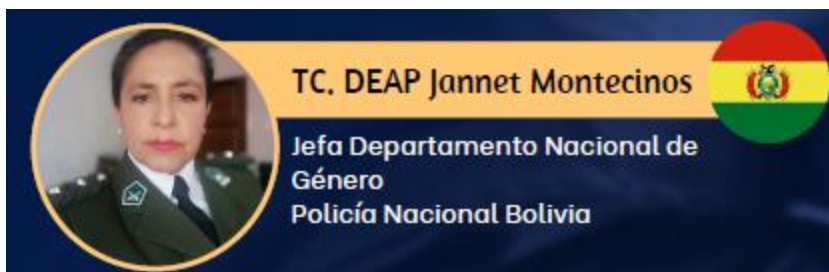 TC. DEAP Jannet Montecinos
Jefa Departamento Nacional de
Género
Policía Nacional Bolivia